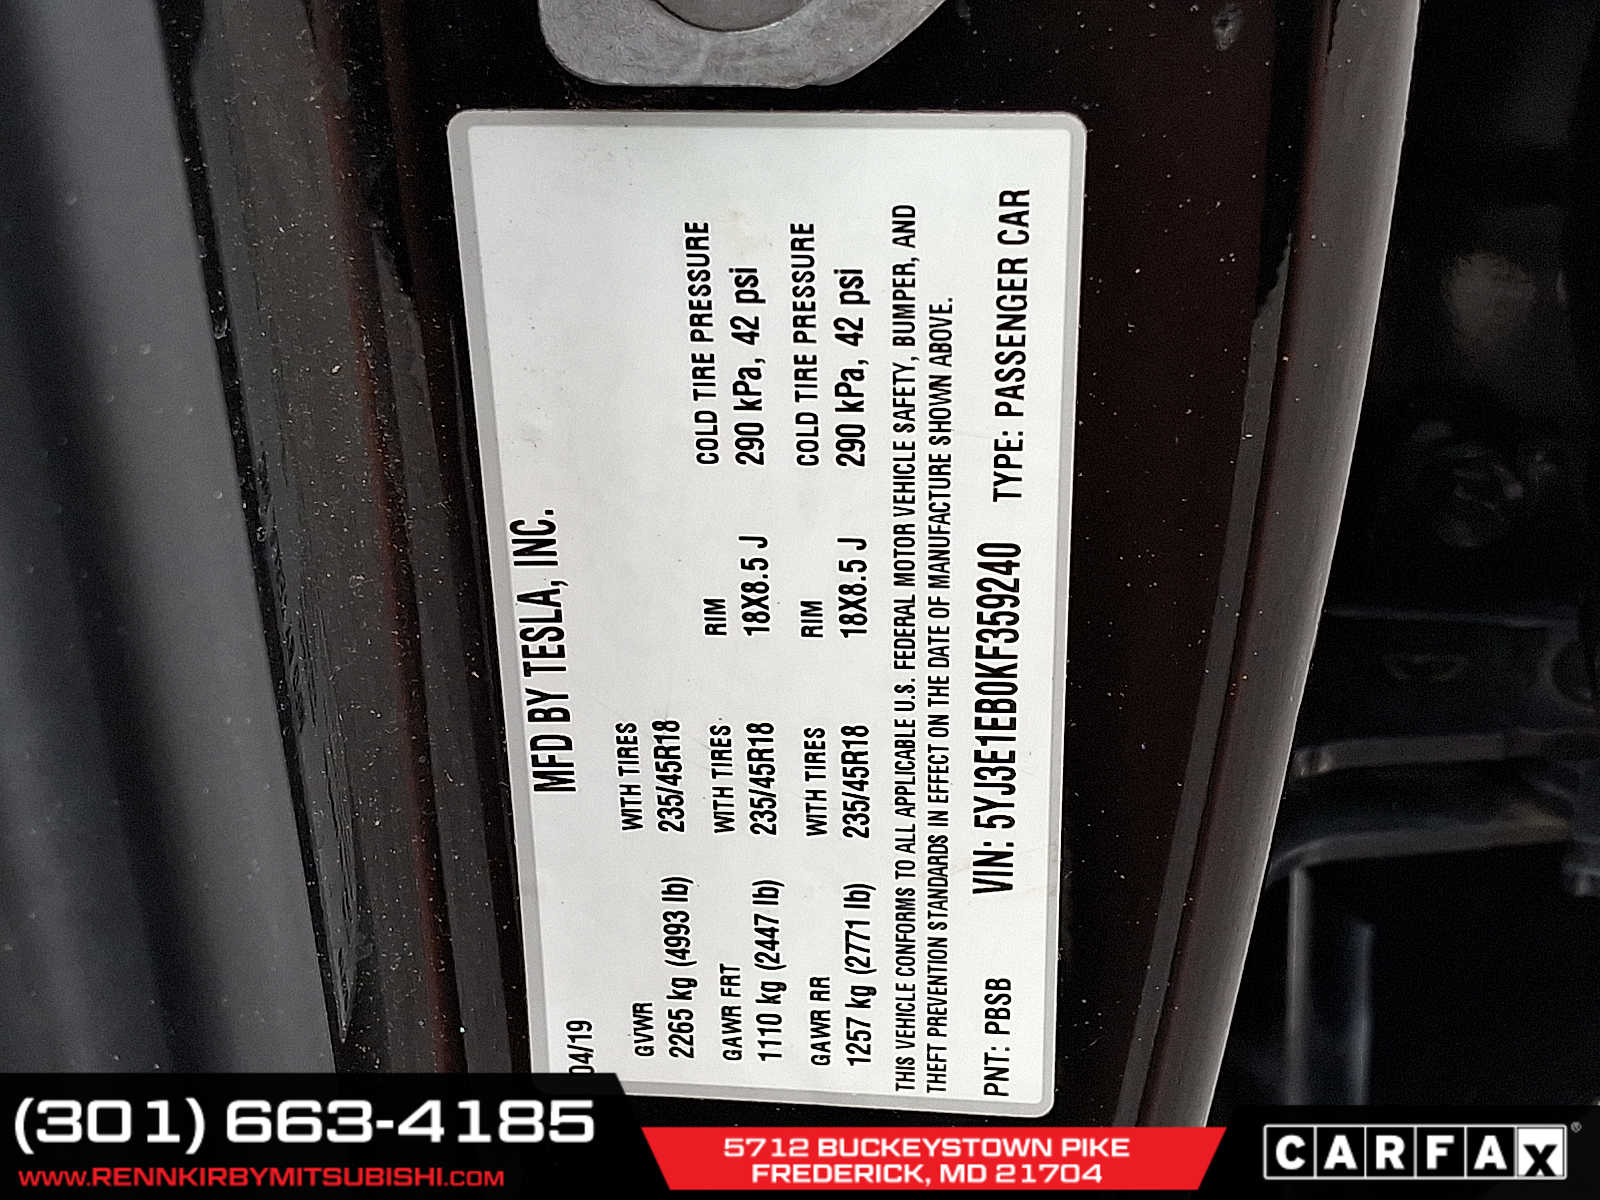 MFD BY TESLA, INC.
04/19
GVWR
2265 kg (4993 lb)
WITH TIRES
235/45R18
GAWR FRT
1110 kg (2447 lb)
WITH TIRES
235/45R18
RIM
18X8.5 J
COLD TIRE PRESSURE
290 kPa, 42 psi
GAWR RR
1257 kg (2771 lb)
WITH TIRES
235/45R18
RIM
18X8.5 J
COLD TIRE PRESSURE
290 kPa, 42 psi
THIS VEHICLE CONFORMS TO ALL APPLICABLE U.S. FEDERAL MOTOR VEHICLE SAFETY, BUMPER, AND
THEFT PREVENTION STANDARDS IN EFFECT ON THE DATE OF MANUFACTURE SHOWN ABOVE.
PNT: PBSB VIN: 5YJ3E1EB0KF359240 TYPE: PASSENGER CAR
(301) 663-4185
WWW.RENNKIRBYMITSUBISHI.COM
5712 BUCKEYSTOWN PIKE
FREDERICK, MD 21704
CARFAX®